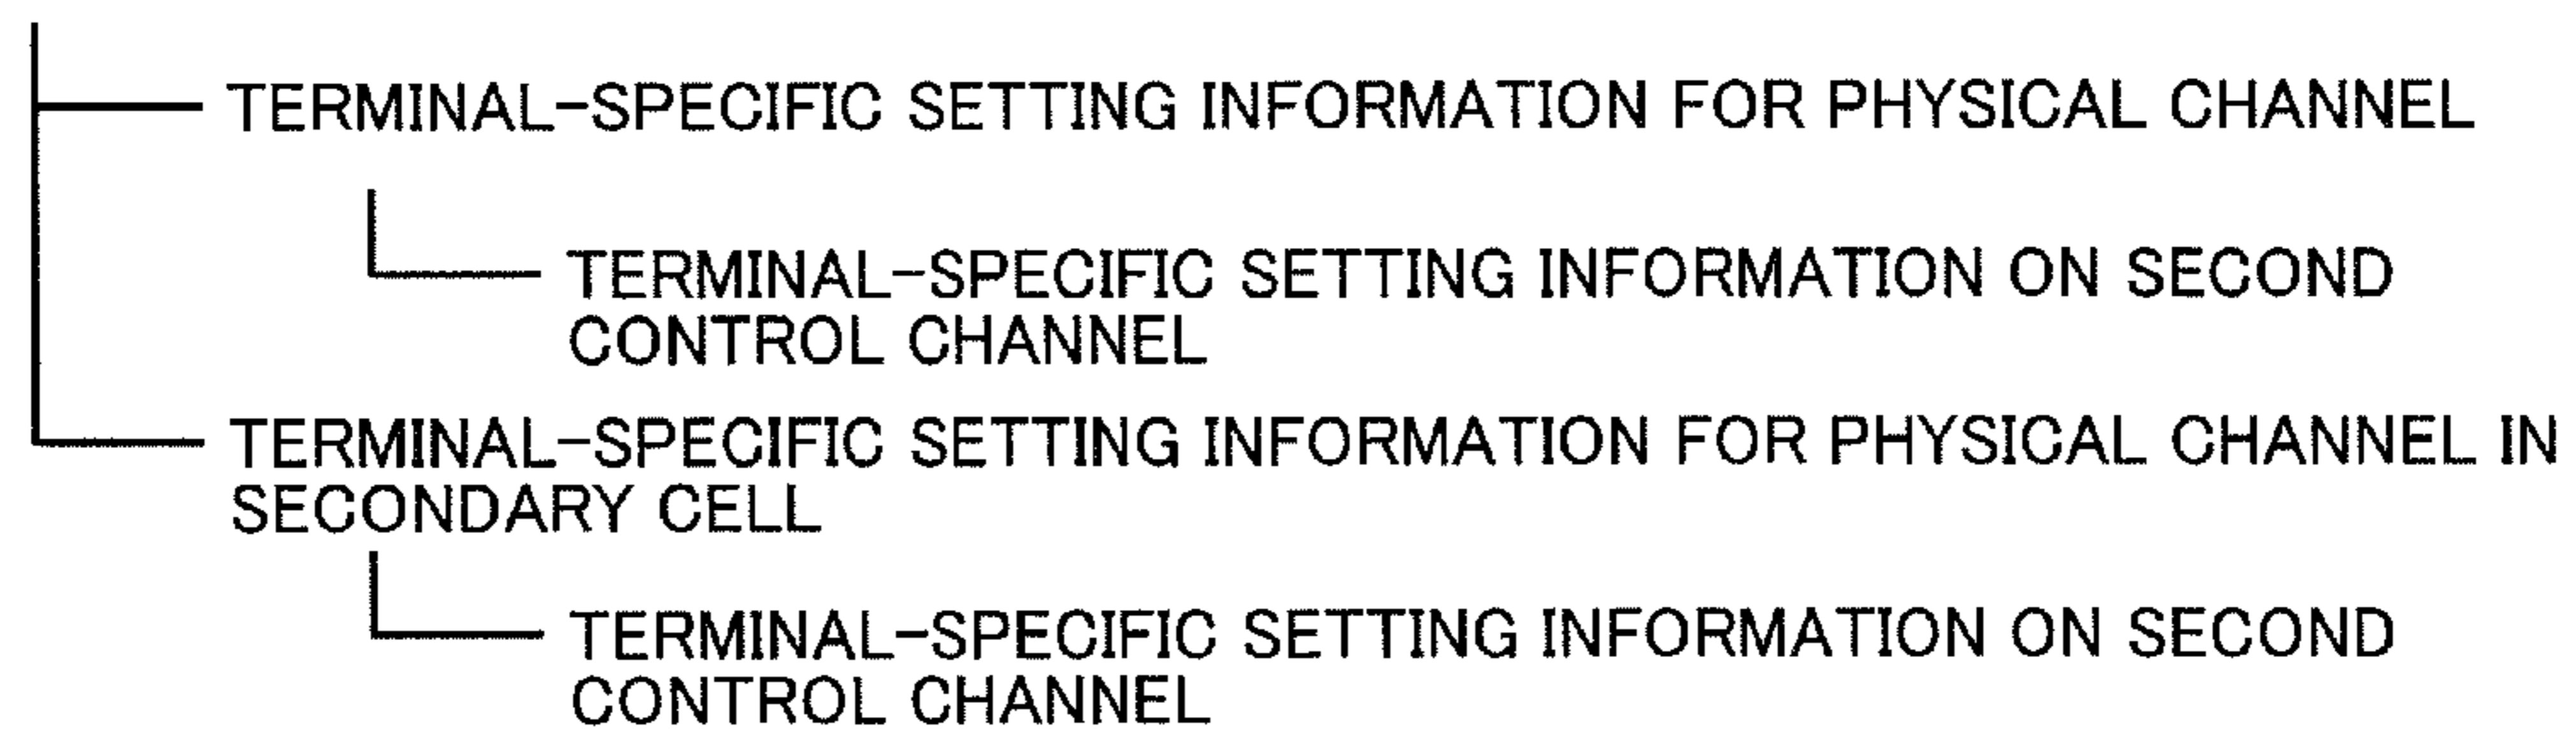 TERMINAL-SPECIFIC SETTING INFORMATION FOR PHYSICAL CHANNEL
TERMINAL-SPECIFIC SETTING INFORMATION ON SECOND
CONTROL CHANNEL
TERMINAL-SPECIFIC SETTING INFORMATION FOR PHYSICAL CHANNEL IN
SECONDARY CELL
TERMINAL-SPECIFIC SETTING INFORMATION ON SECOND
CONTROL CHANNEL